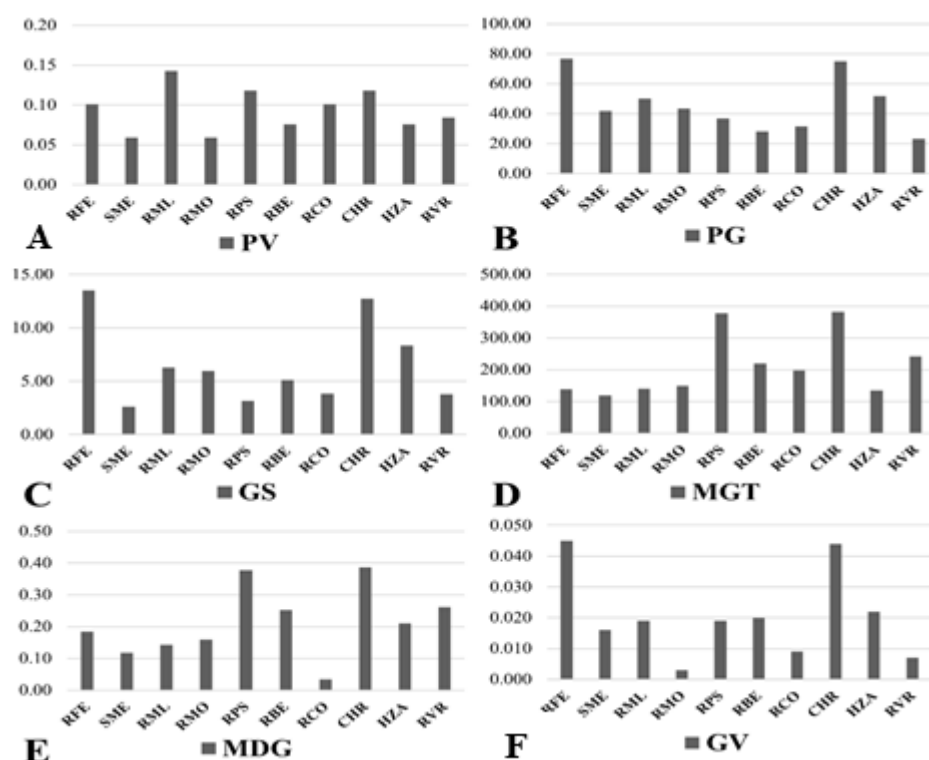 0.20
0.15
0.10
0.05
0.00
RFE SME RML RMO RPS RBE RCO CHR HZA RVR
A PV
100.00
80.00
60.00
40.00
20.00
0.00
RFE SME RML RMO RPS RBE RCO CHR HZA RVR
B PG
15.00
10.00
5.00
0.00
RFE SME RML RMO RPS RBE RCO CHR HZA RVR
C GS
500.00
400.00
300.00
200.00
100.00
0.00
RFE SME RML RMO RPS RBE RCO CHR HZA RVR
D MGT
0.50
0.40
0.30
0.20
0.10
0.00
RFE SME RML RMO RPS RBE RCO CHR HZA RVR
E MDG
0.050
0.040
0.030
0.020
0.010
0.000
RFE SME RML RMO RPS RBE RCO CHR HZA RVR
F GV